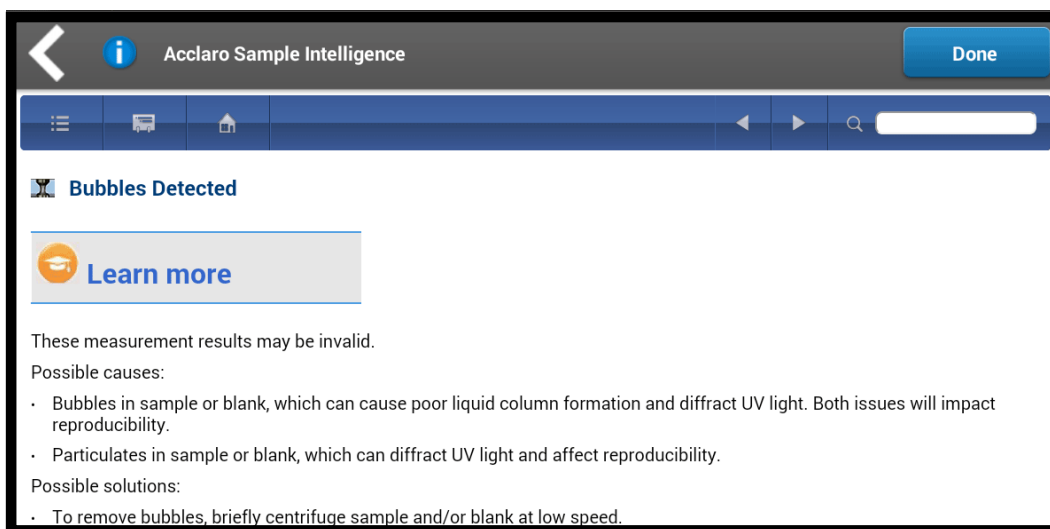 Acclaro Sample Intelligence
Done
Bubbles Detected
Learn more
These measurement results may be invalid.
Possible causes:
· Bubbles in sample or blank, which can cause poor liquid column formation and diffract UV light. Both issues will impact
reproducibility.
· Particulates in sample or blank, which can diffract UV light and affect reproducibility.
Possible solutions:
· To remove bubbles, briefly centrifuge sample and/or blank at low speed.